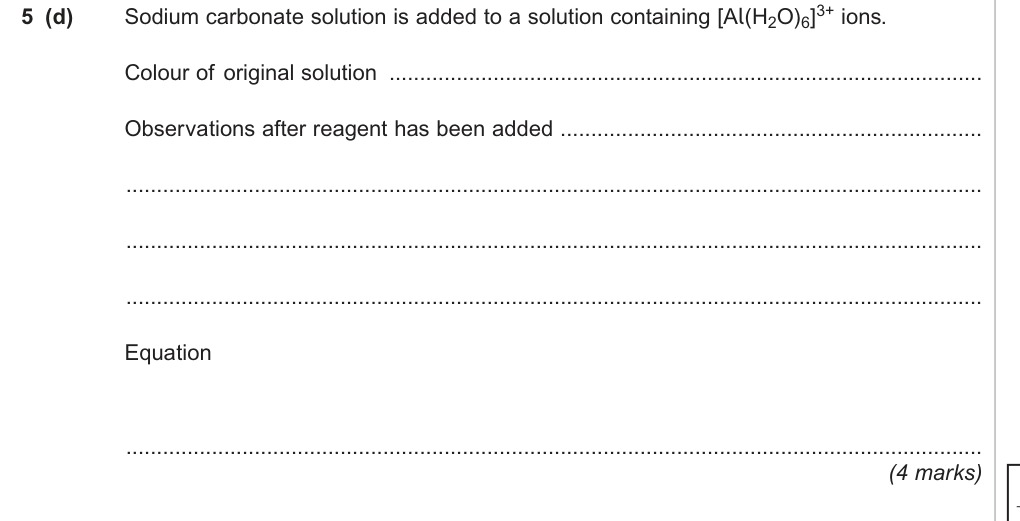 5 (d) Sodium carbonate solution is added to a solution containing [Al(H₂O)₆]³⁺ ions.
Colour of original solution ....................................................................................................
Observations after reagent has been added ......................................................................
...............................................................................................................................................
...............................................................................................................................................
...............................................................................................................................................
Equation
...............................................................................................................................................
(4 marks)